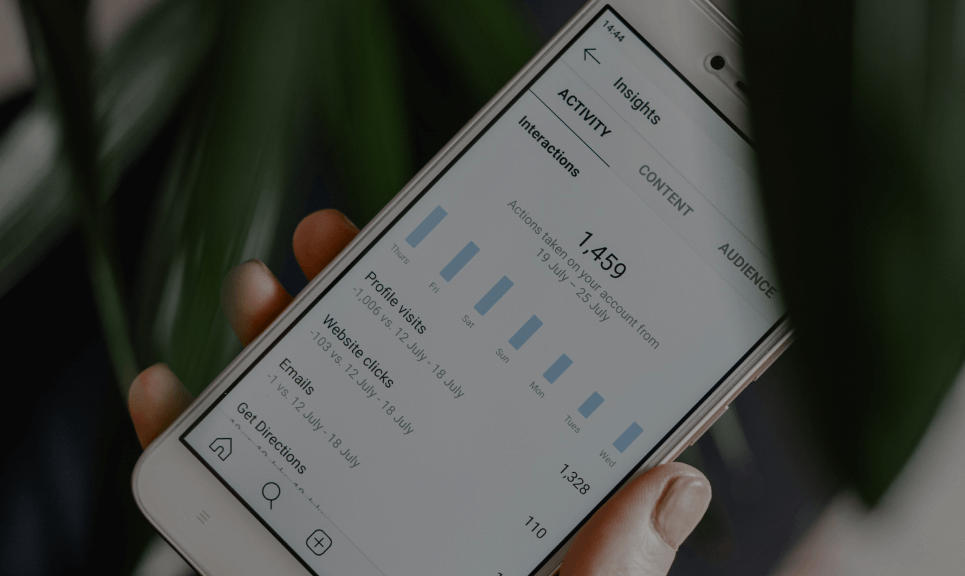 14:44
Insights
ACTIVITY
CONTENT
AUDIENCE
Interactions
1,459
Actions taken on your account from
19 July – 25 July
Thurs
Fri
Sat
Sun
Mon
Tues
Wed
Profile visits
1,328
-1,006 vs. 12 July - 18 July
Website clicks
110
-103 vs. 12 July - 18 July
Emails
-1 vs. 12 July - 18 July
Get Directions